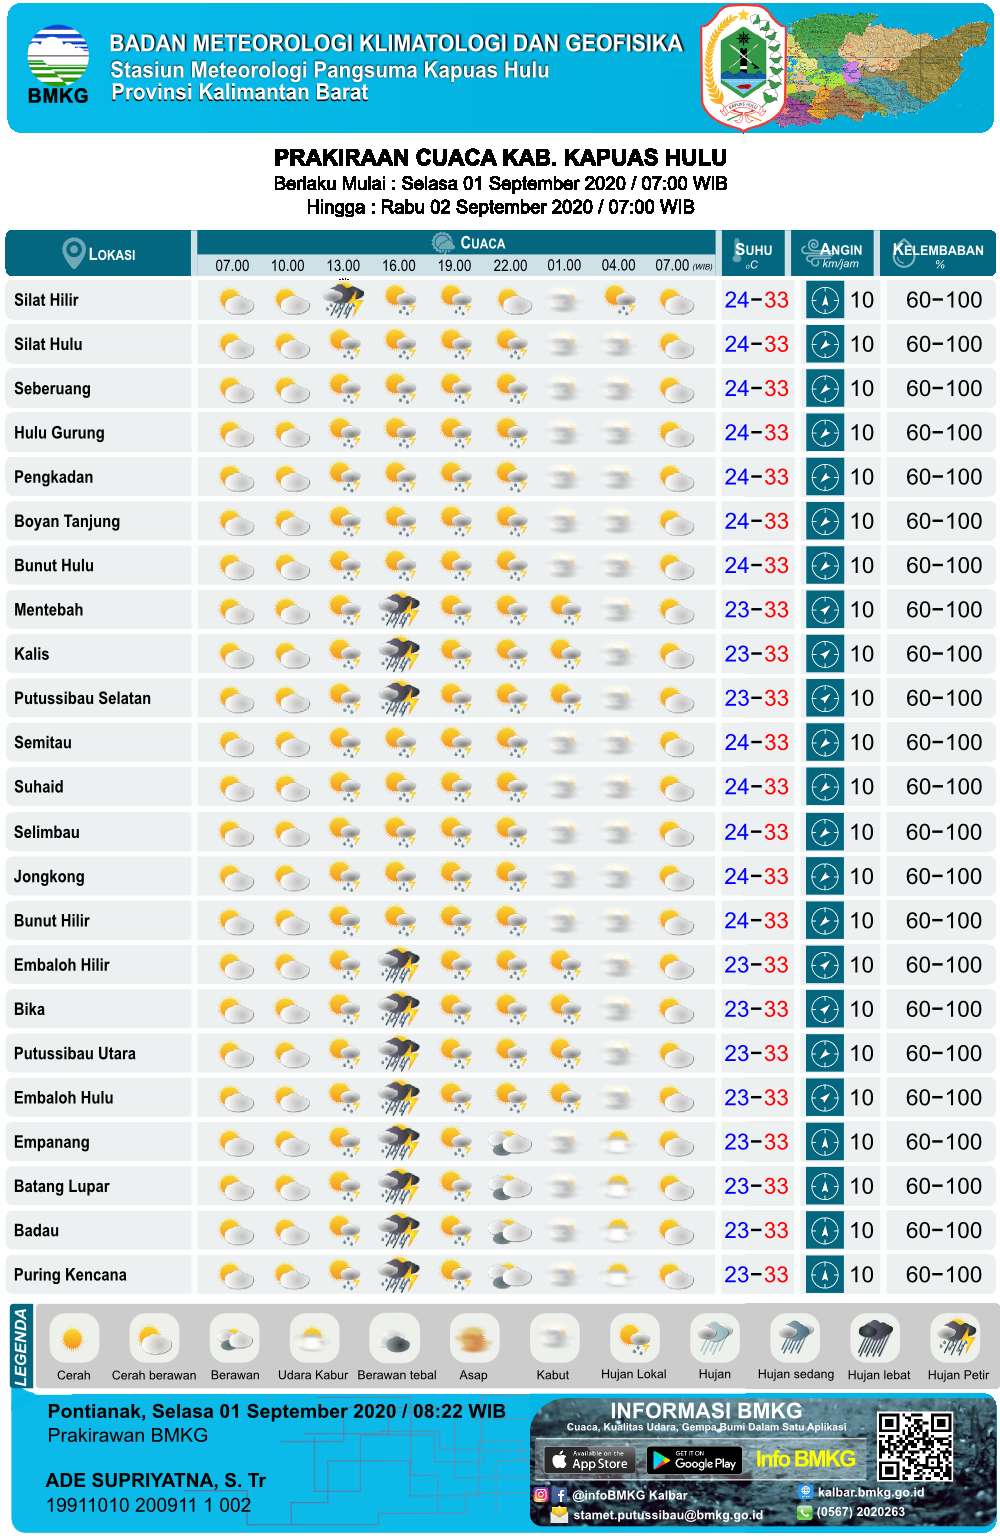 BMKG
BADAN METEOROLOGI KLIMATOLOGI DAN GEOFISIKA
Stasiun Meteorologi Pangsuma Kapuas Hulu
Provinsi Kalimantan Barat
KAPUAS HULU
PRAKIRAAN CUACA KAB. KAPUAS HULU
Berlaku Mulai : Selasa 01 September 2020 / 07:00 WIB
Hingga : Rabu 02 September 2020 / 07:00 WIB
LOKASI CUACA SUHU ANGIN KELEMBABAN
07.00 10.00 13.00 16.00 19.00 22.00 01.00 04.00 07.00 (WIB) oC km/jam %
Silat Hilir 24-33 10 60-100
Silat Hulu 24-33 10 60-100
Seberuang 24-33 10 60-100
Hulu Gurung 24-33 10 60-100
Pengkadan 24-33 10 60-100
Boyan Tanjung 24-33 10 60-100
Bunut Hulu 24-33 10 60-100
Mentebah 23-33 10 60-100
Kalis 23-33 10 60-100
Putussibau Selatan 23-33 10 60-100
Semitau 24-33 10 60-100
Suhaid 24-33 10 60-100
Selimbau 24-33 10 60-100
Jongkong 24-33 10 60-100
Bunut Hilir 24-33 10 60-100
Embaloh Hilir 23-33 10 60-100
Bika 23-33 10 60-100
Putussibau Utara 23-33 10 60-100
Embaloh Hulu 23-33 10 60-100
Empanang 23-33 10 60-100
Batang Lupar 23-33 10 60-100
Badau 23-33 10 60-100
Puring Kencana 23-33 10 60-100
LEGENDA
Cerah Cerah berawan Berawan Udara Kabur Berawan tebal Asap Kabut Hujan Lokal Hujan Hujan sedang Hujan lebat Hujan Petir
Pontianak, Selasa 01 September 2020 / 08:22 WIB
Prakirawan BMKG
ADE SUPRIYATNA, S. Tr
19911010 200911 1 002
INFORMASI BMKG
Cuaca, Kualitas Udara, Gempa Bumi Dalam Satu Aplikasi
Available on the App Store
GET IT ON Google Play
Info BMKG
@infoBMKG Kalbar
kalbar.bmkg.go.id
stamet.putussibau@bmkg.go.id
(0567) 2020263